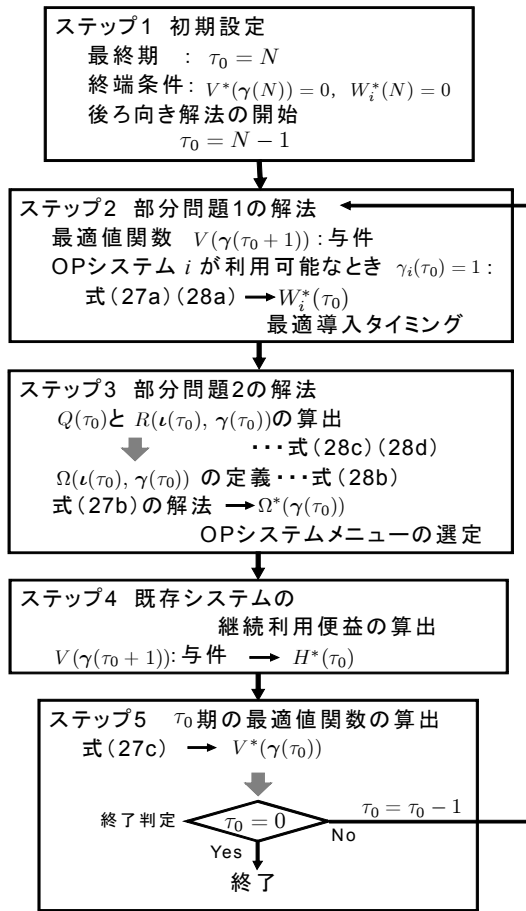 ステップ1 初期設定
最終期 : τ₀ = N
終端条件: V*(γ(N)) = 0, Wᵢ*(N) = 0
後ろ向き解法の開始
τ₀ = N − 1
ステップ2 部分問題1の解法
最適値関数 V(γ(τ₀ + 1)) : 与件
OPシステム i が利用可能なとき γᵢ(τ₀) = 1 :
式(27a)(28a) → Wᵢ*(τ₀)
最適導入タイミング
ステップ3 部分問題2の解法
Q(τ₀)と R(ι(τ₀), γ(τ₀))の算出
・・・式(28c)(28d)
Ω(ι(τ₀), γ(τ₀)) の定義・・・式(28b)
式(27b)の解法 → Ω*(γ(τ₀))
OPシステムメニューの選定
ステップ4 既存システムの
継続利用便益の算出
V(γ(τ₀ + 1)): 与件 → H*(τ₀)
ステップ5 τ₀期の最適値関数の算出
式(27c) → V*(γ(τ₀))
終了判定 τ₀ = 0 τ₀ = τ₀ − 1
Yes No
終了